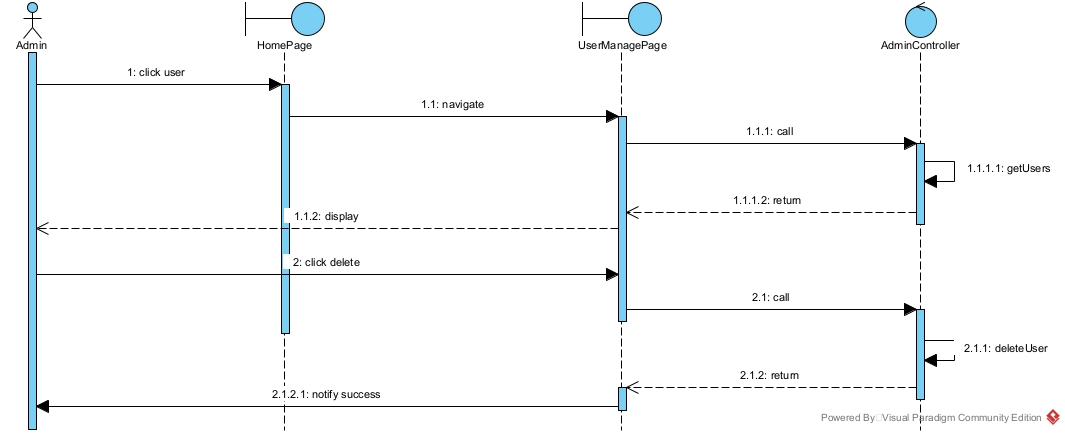 Admin
HomePage
UserManagePage
AdminController
1: click user
1.1: navigate
1.1.1: call
1.1.1.1: getUsers
1.1.1.2: return
1.1.2: display
2: click delete
2.1: call
2.1.1: deleteUser
2.1.2: return
2.1.2.1: notify success
Powered By Visual Paradigm Community Edition